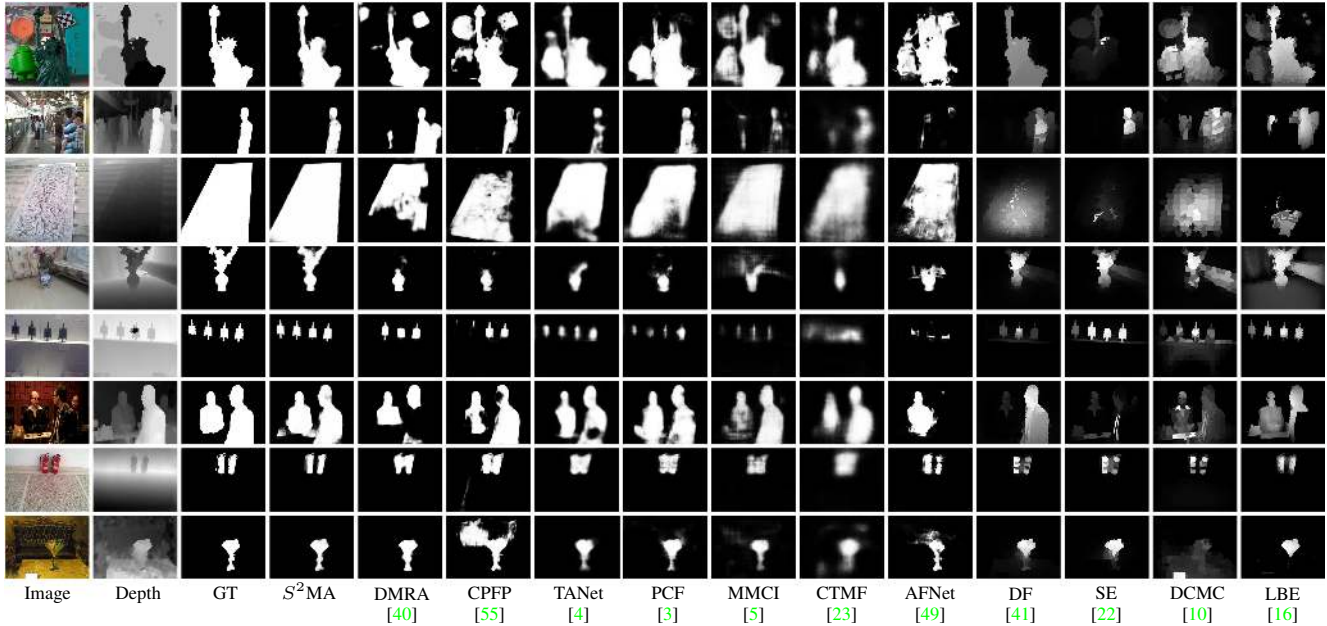 Image Depth GT S²MA DMRA CPFP TANet PCF MMCI CTMF AFNet DF SE DCMC LBE
[40] [55] [4] [3] [5] [23] [49] [41] [22] [10] [16]